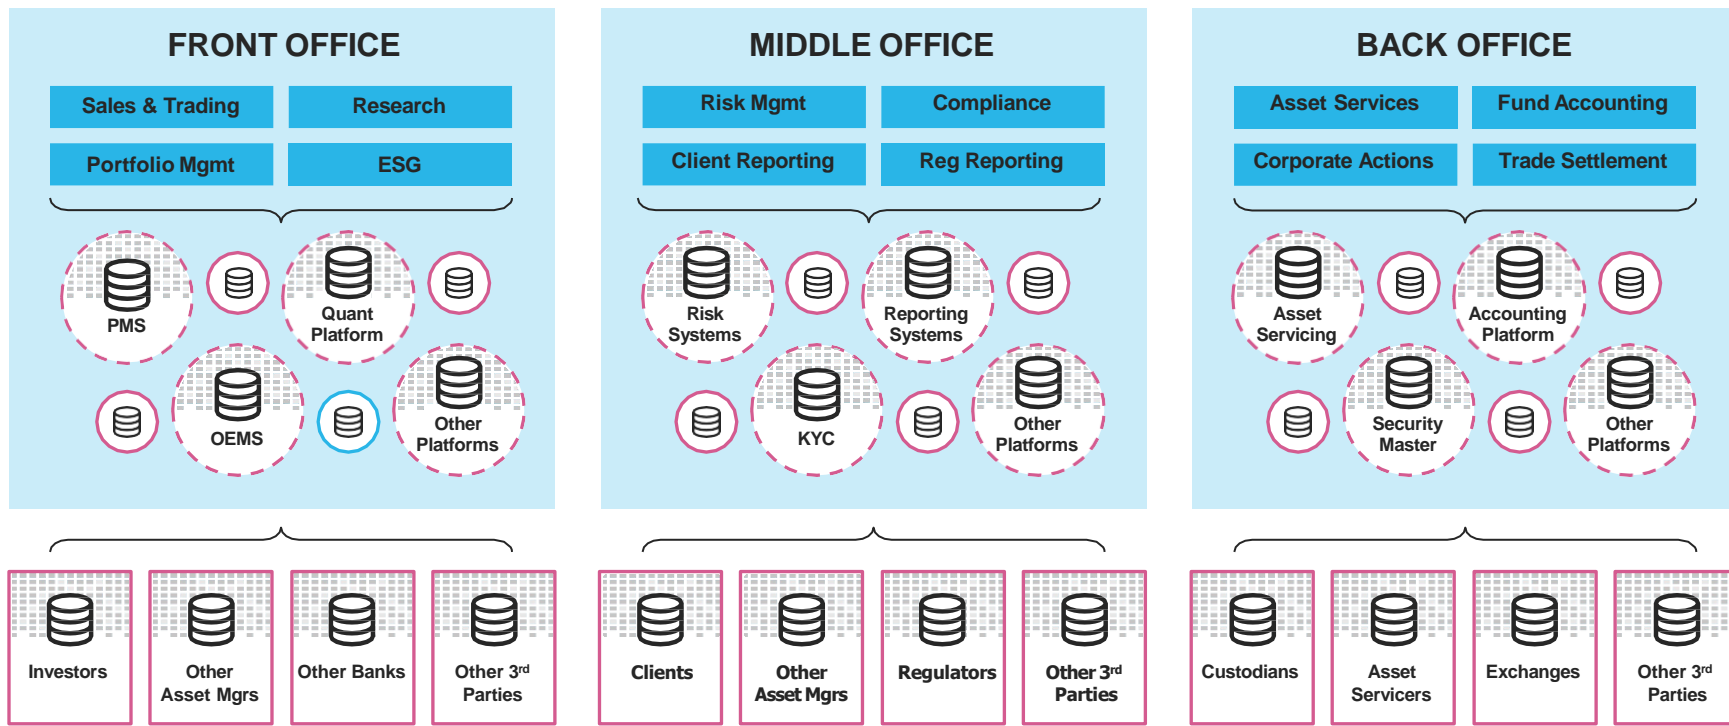 FRONT OFFICE
Sales & Trading
Research
Portfolio Mgmt
ESG
PMS
Quant
Platform
OEMS
Other
Platforms
Investors
Other
Asset Mgrs
Other Banks
Other 3rd
Parties
MIDDLE OFFICE
Risk Mgmt
Compliance
Client Reporting
Reg Reporting
Risk
Systems
Reporting
Systems
KYC
Other
Platforms
Clients
Other
Asset Mgrs
Regulators
Other 3rd
Parties
BACK OFFICE
Asset Services
Fund Accounting
Corporate Actions
Trade Settlement
Asset
Servicing
Accounting
Platform
Security
Master
Other
Platforms
Custodians
Asset
Servicers
Exchanges
Other 3rd
Parties